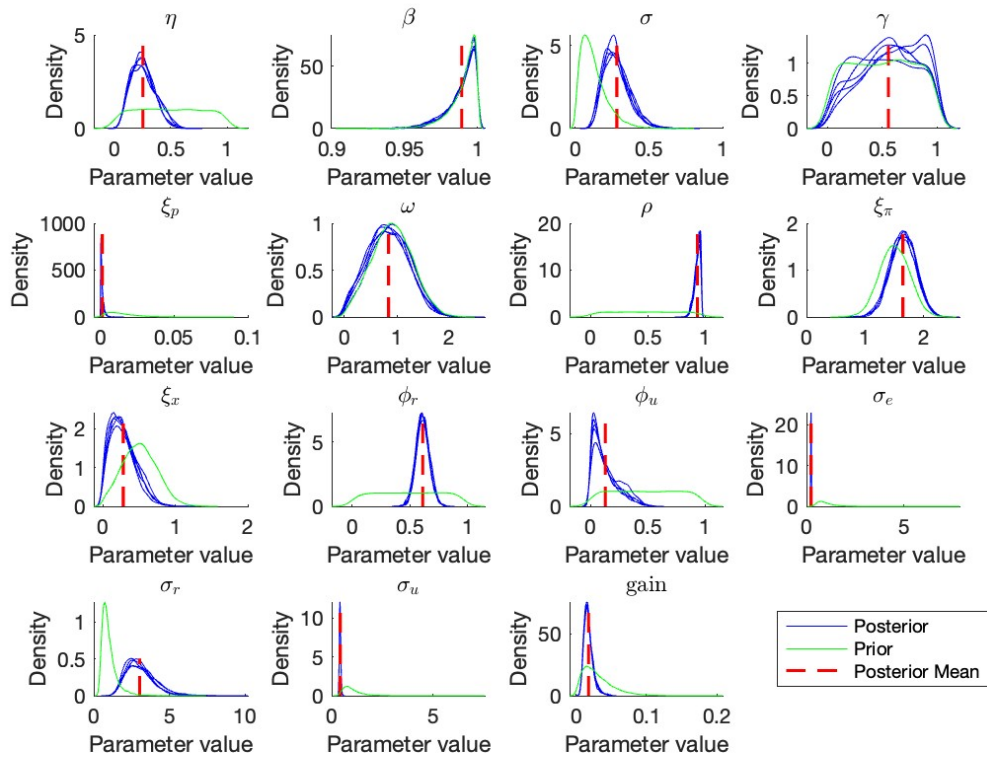 η β σ γ
Density 5 0 0 0.5 1 Parameter value
Density 50 0 0.9 0.95 1 Parameter value
Density 5 0 0 0.5 1 Parameter value
Density 1 0.5 0 0 0.5 1 Parameter value
ξp ω ρ ξπ
Density 1000 500 0 0 0.05 0.1 Parameter value
Density 1 0.5 0 0 1 2 Parameter value
Density 20 10 0 0 0.5 1 Parameter value
Density 2 1 0 0 1 2 Parameter value
ξx ϕr ϕu σe
Density 2 1 0 0 1 2 Parameter value
Density 5 0 0 0.5 1 Parameter value
Density 5 0 0 0.5 1 Parameter value
Density 20 10 0 5 Parameter value
σr σu gain
Density 1 0.5 0 0 5 10 Parameter value
Density 10 5 0 0 5 Parameter value
Density 50 0 0 0.1 0.2 Parameter value
Posterior
Prior
Posterior Mean